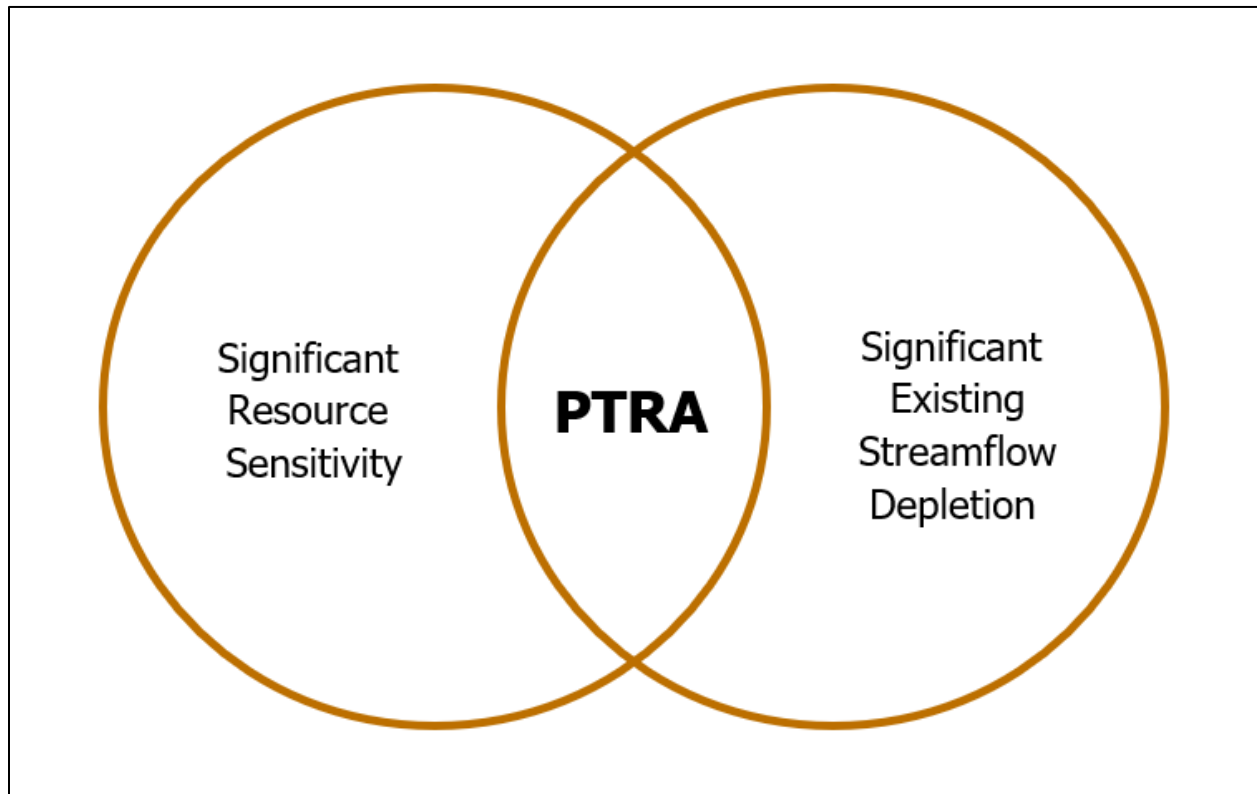 Significant
Resource
Sensitivity
PTRA
Significant
Existing
Streamflow
Depletion